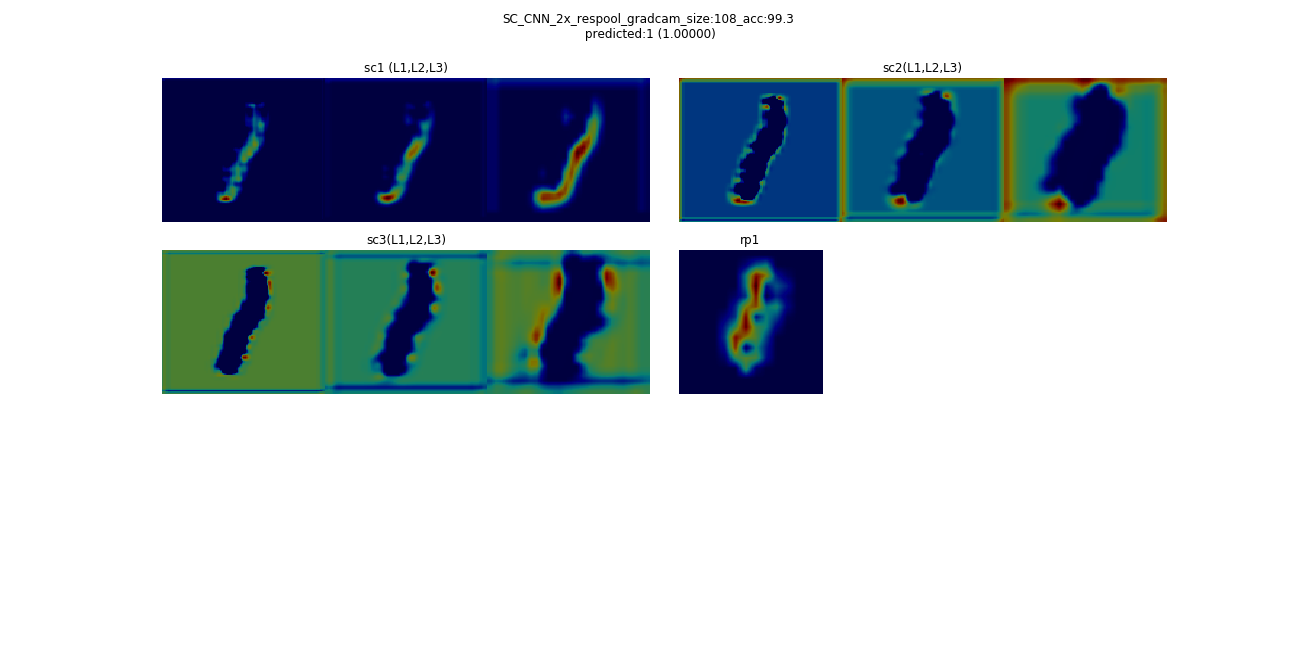 SC_CNN_2x_respool_gradcam_size:108_acc:99.3
predicted:1 (1.00000)
sc1 (L1,L2,L3)
sc2(L1,L2,L3)
sc3(L1,L2,L3)
rp1